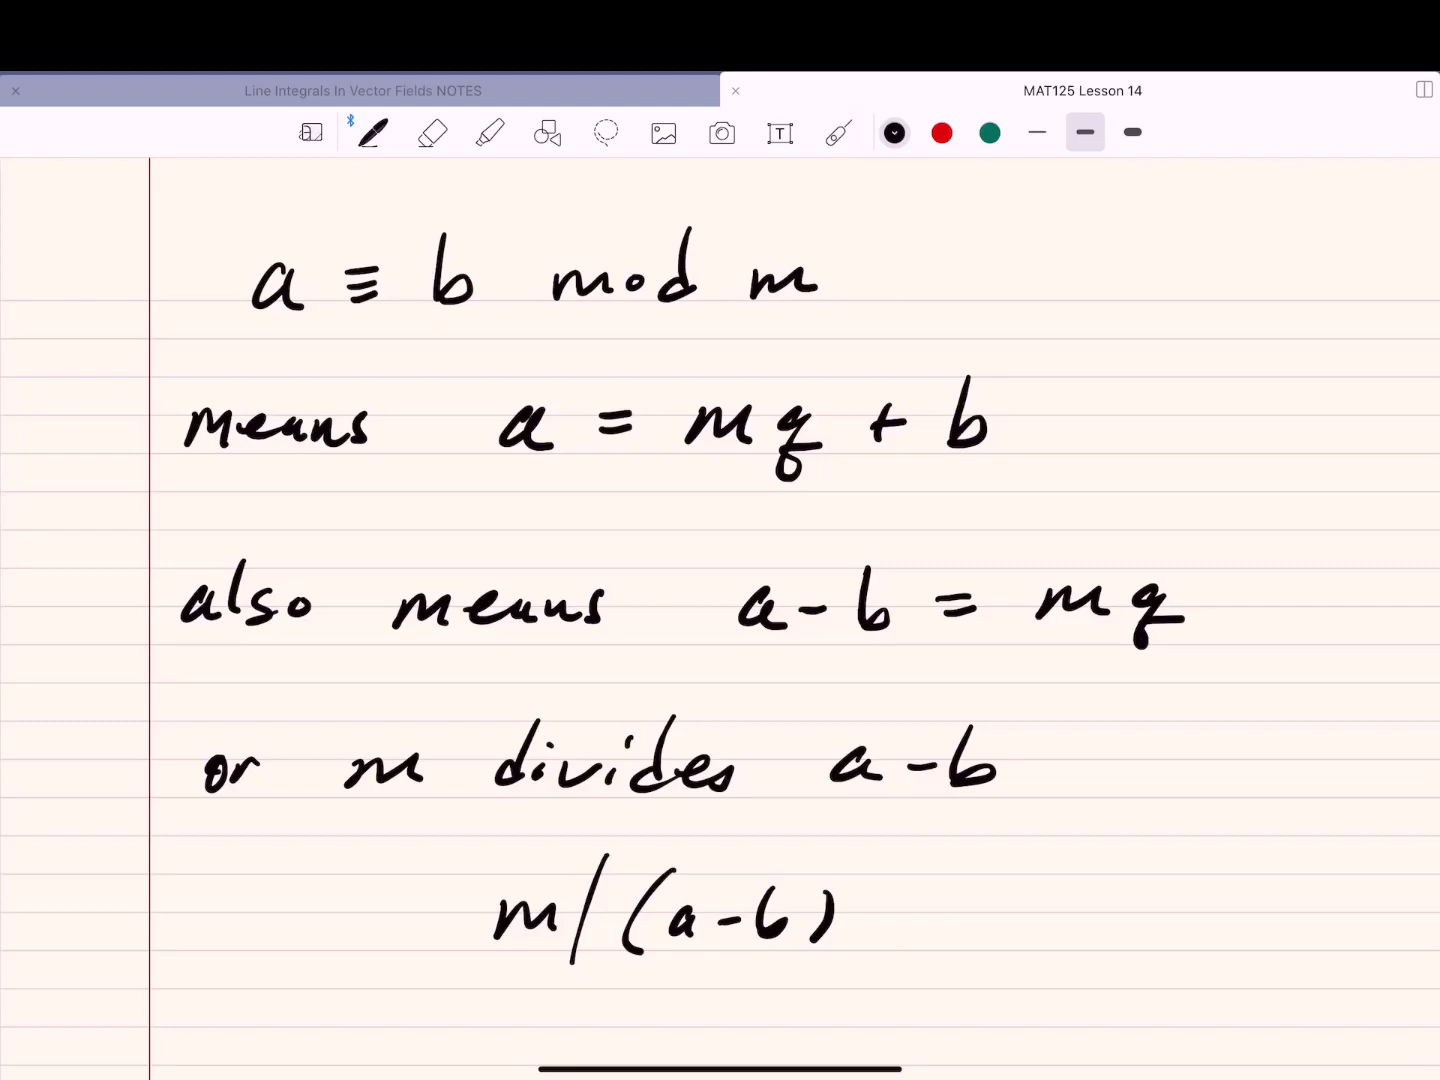 Line Integrals In Vector Fields NOTES
MAT125 Lesson 14
a ≡ b mod m
means a = mq + b
also means a - b = mq
or m divides a - b
m/(a-b)